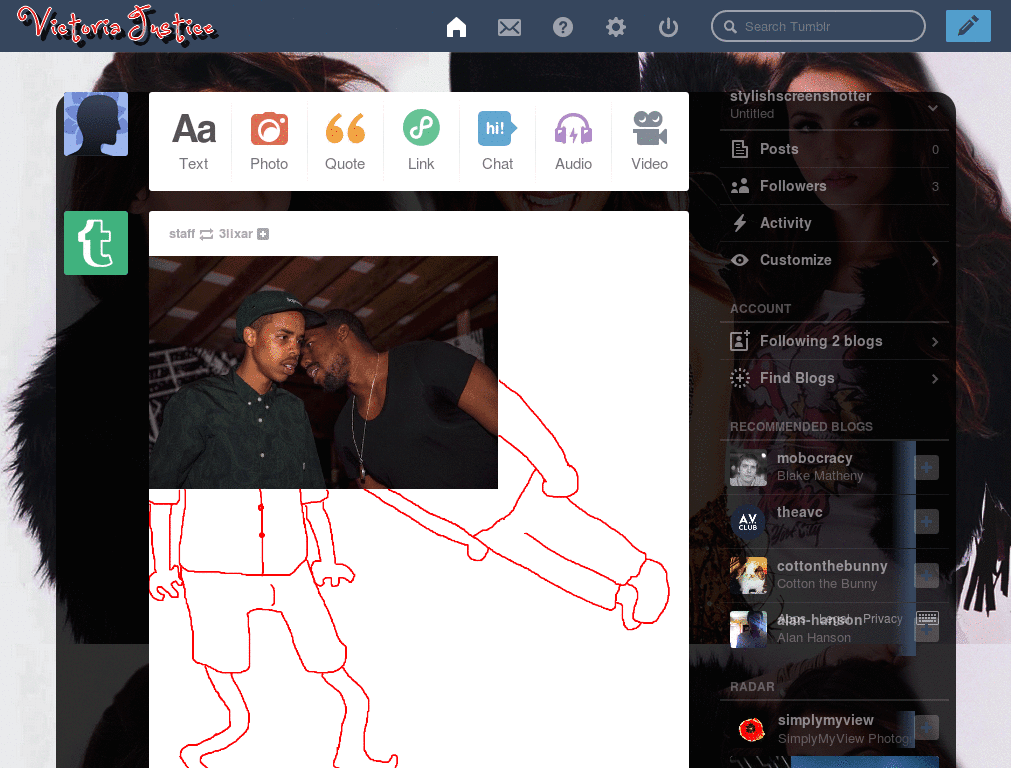 Victoria Justice
Search Tumblr
Aa
Text
Photo
Quote
Link
hi!
Chat
Audio
Video
staff 3lixar
stylishscreenshotter
Untitled
Posts 0
Followers 3
Activity
Customize
ACCOUNT
Following 2 blogs
Find Blogs
RECOMMENDED BLOGS
mobocracy
Blake Matheny
A.V. CLUB
theavc
cottonthebunny
Cotton the Bunny
alan-hanson
Apps Legal Privacy
Alan Hanson
RADAR
simplymyview
SimplyMyView Photog